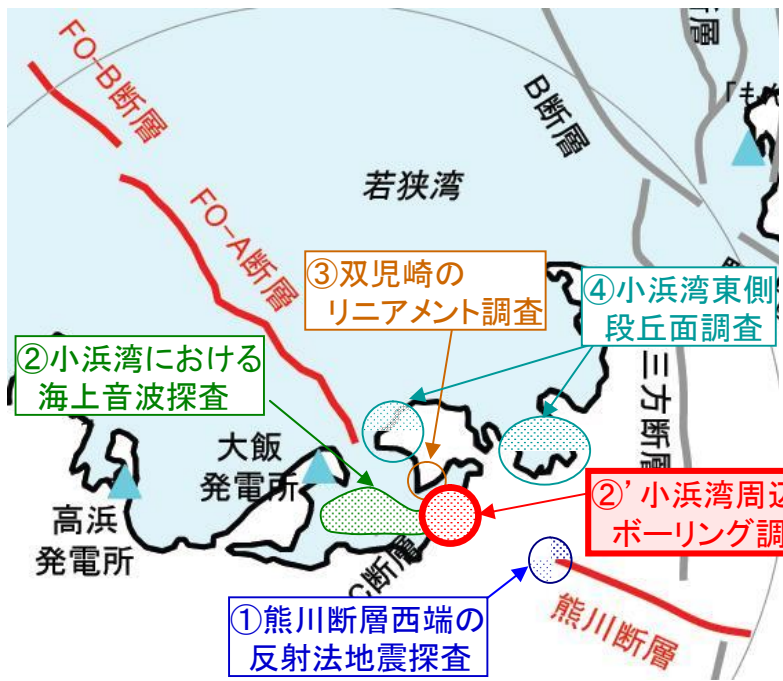 FO-B断層
FO-A断層
B断層
断層
「も
若狭湾
③双児崎の
リニアメント調査
④小浜湾東側
段丘面調査
②小浜湾における
海上音波探査
三方断層
大飯
発電所
高浜
発電所
②’小浜湾周辺
ボーリング調
C断層
①熊川断層西端の
反射法地震探査
熊川断層